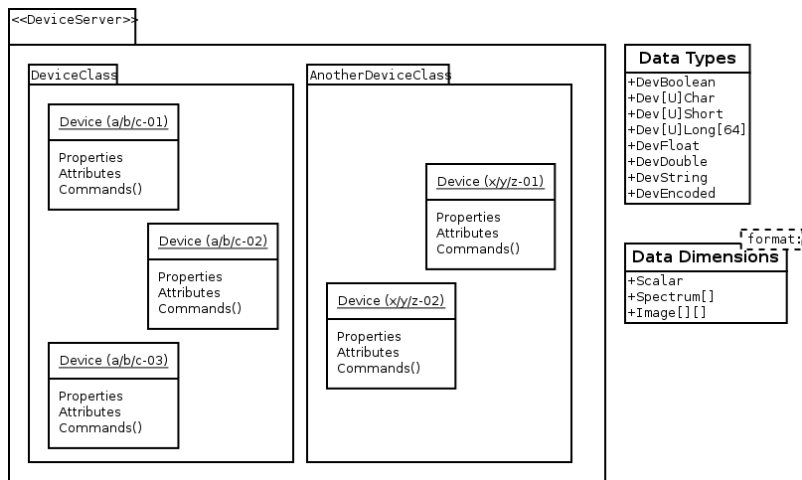 <<DeviceServer>>
DeviceClass
Device (a/b/c-01)
Properties
Attributes
Commands()
Device (a/b/c-02)
Properties
Attributes
Commands()
Device (a/b/c-03)
Properties
Attributes
Commands()
AnotherDeviceClass
Device (x/y/z-01)
Properties
Attributes
Commands()
Device (x/y/z-02)
Properties
Attributes
Commands()
Data Types
+DevBoolean
+Dev[U]Char
+Dev[U]Short
+Dev[U]Long[64]
+DevFloat
+DevDouble
+DevString
+DevEncoded
format:
Data Dimensions
+Scalar
+Spectrum[]
+Image[][]